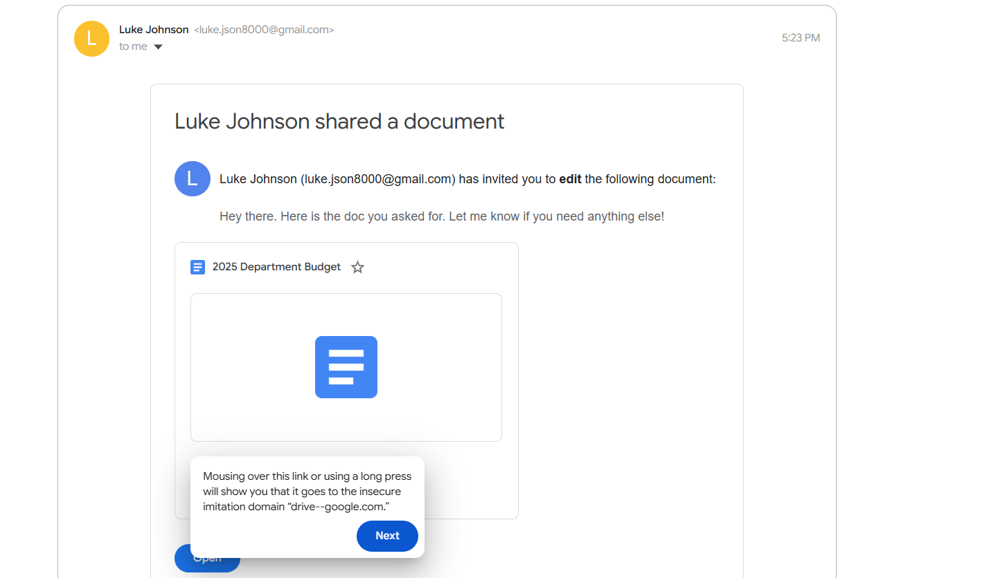 L
Luke Johnson <luke.json8000@gmail.com>
5:23 PM
to me
Luke Johnson shared a document
L
Luke Johnson (luke.json8000@gmail.com) has invited you to edit the following document:
Hey there. Here is the doc you asked for. Let me know if you need anything else!
2025 Department Budget
Mousing over this link or using a long press
will show you that it goes to the insecure
imitation domain “drive--google.com.”
Next
Open